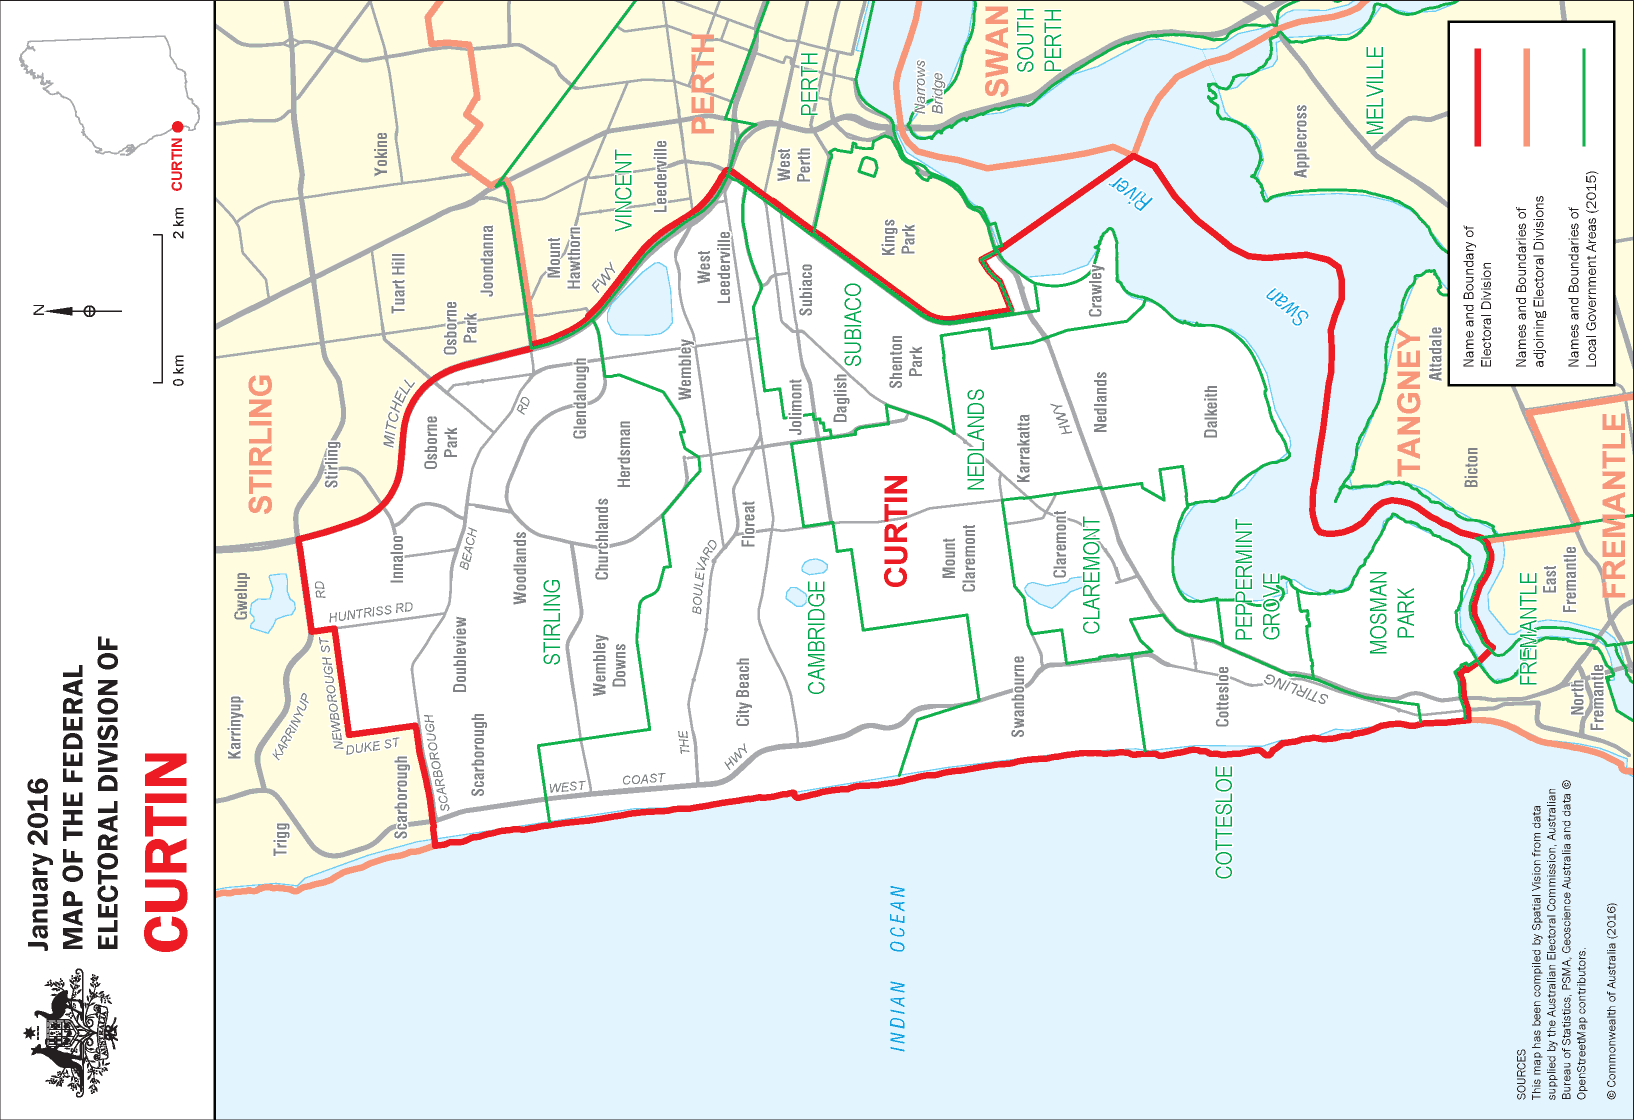 January 2016
MAP OF THE FEDERAL
ELECTORAL DIVISION OF
CURTIN
N
0 km
2 km
CURTIN
Trigg
Karrinyup
Gwelup
STIRLING
KARRINYUP
RD
Stirling
NEWBOROUGH ST
DUKE ST
HUNTRISS RD
Innaloo
MITCHELL
Tuart Hill
Yokine
Scarborough
SCARBOROUGH
BEACH
RD
Osborne
Park
Osborne
Park
Joondanna
PERTH
Scarborough
Doubleview
Woodlands
STIRLING
Churchlands
Herdsman
Glendalough
FWY
Mount
Hawthorn
VINCENT
Leederville
Wembley
Downs
WEST
COAST
HWY
THE
BOULEVARD
City Beach
Floreat
Wembley
West
Leederville
West
Perth
PERTH
CAMBRIDGE
Jolimont
Daglish
Subiaco
SUBIACO
Shenton
Park
Kings
Park
Narrows
Bridge
SWAN
SOUTH
PERTH
CURTIN
Mount
Claremont
NEDLANDS
Karrakatta
HWY
Nedlands
Crawley
Swanbourne
Claremont
CLAREMONT
Dalkeith
River
Swan
Applecross
MELVILLE
Cottesloe
COTTESLOE
STIRLING
PEPPERMINT
GROVE
MOSMAN
PARK
TANGNEY
Attadale
Bicton
FREMANTLE
East
Fremantle
FREMANTLE
North
Fremantle
INDIAN OCEAN
Name and Boundary of
Electoral Division
Names and Boundaries of
adjoining Electoral Divisions
Names and Boundaries of
Local Government Areas (2015)
SOURCES
This map has been compiled by Spatial Vision from data
supplied by the Australian Electoral Commission, Australian
Bureau of Statistics, PSMA, Geoscience Australia and data ©
OpenStreetMap contributors.
© Commonwealth of Australia (2016)